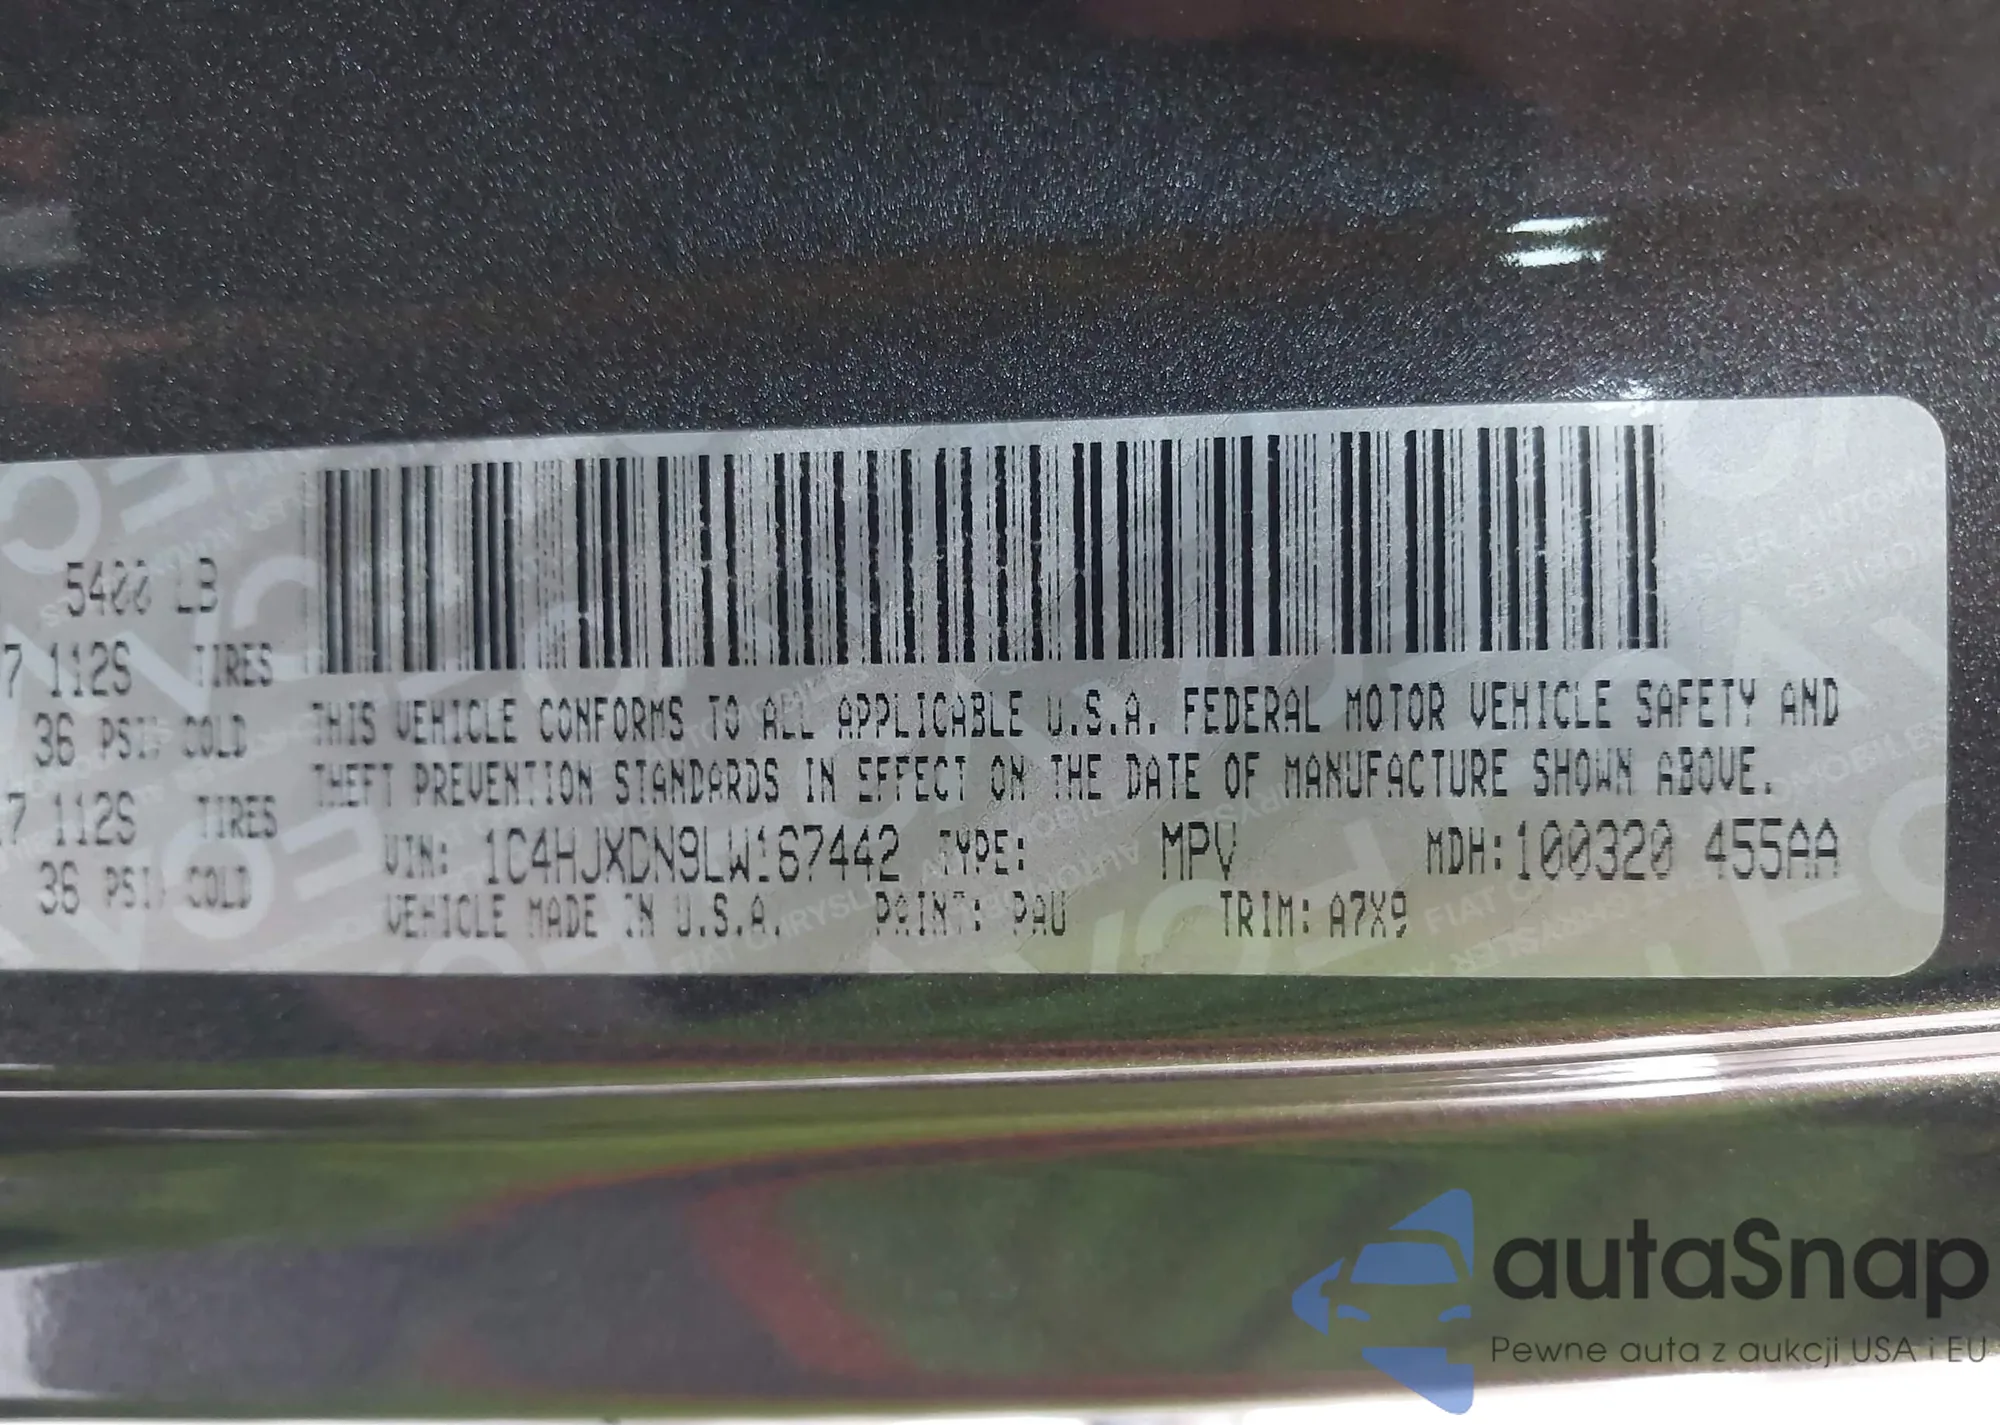 5400 LB
7 112S TIRES
36 PSI/ COLD
7 112S TIRES
36 PSI/ COLD
THIS VEHICLE CONFORMS TO ALL APPLICABLE U.S.A. FEDERAL MOTOR VEHICLE SAFETY AND
THEFT PREVENTION STANDARDS IN EFFECT ON THE DATE OF MANUFACTURE SHOWN ABOVE.
VIN: 1C4HJXDN9LW167442 TYPE: MPV MDH: 100320 455AA
VEHICLE MADE IN U.S.A. PAINT: PAU TRIM: A7X9
autaSnap
Pewne auta z aukcji USA i EU